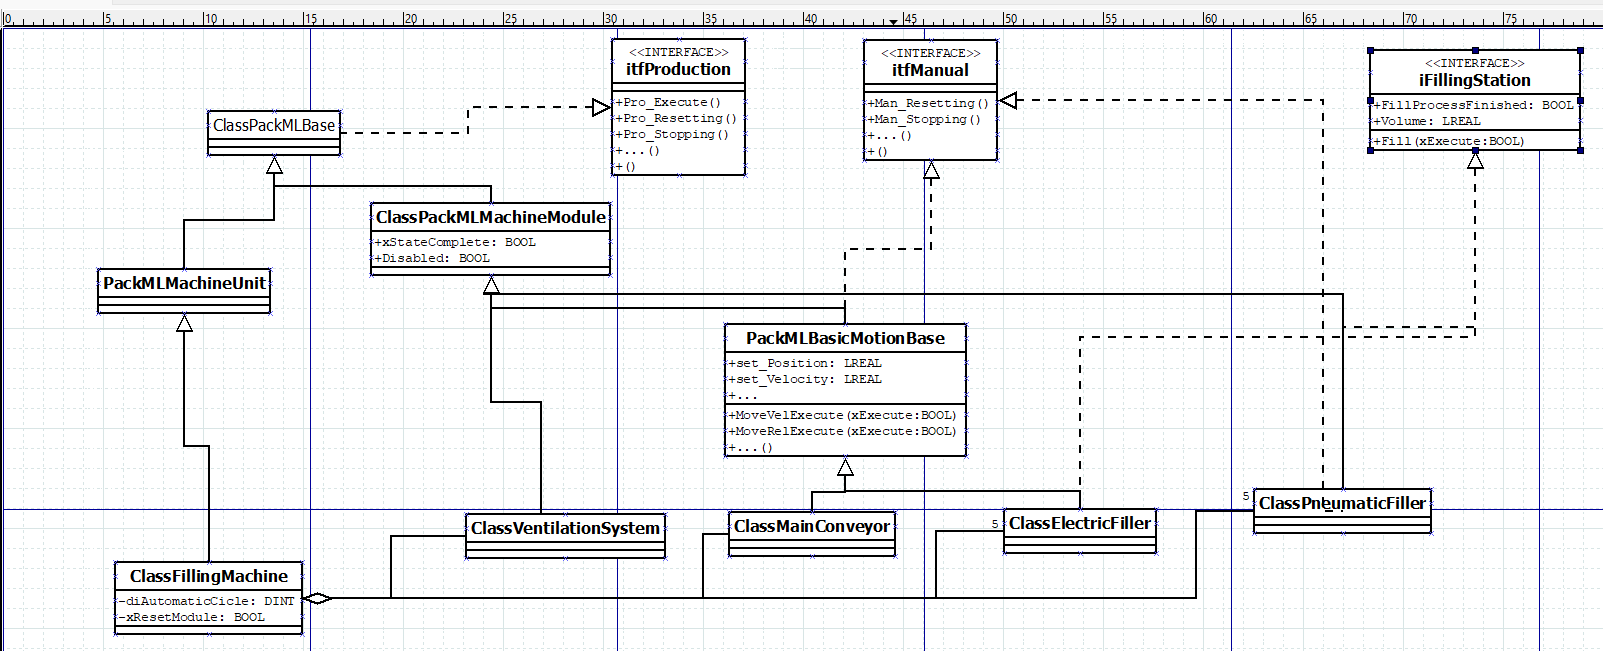 0 5 10 15 20 25 30 35 40 45 50 55 60 65 70 75
<<INTERFACE>>
itfProduction
+Pro_Execute()
+Pro_Resetting()
+Pro_Stopping()
+...()
+()
<<INTERFACE>>
itfManual
+Man_Resetting()
+Man_Stopping()
+...()
+()
<<INTERFACE>>
iFillingStation
+FillProcessFinished: BOOL
+Volume: LREAL
+Fill(xExecute:BOOL)
ClassPackMLBase
ClassPackMLMachineModule
+xStateComplete: BOOL
+Disabled: BOOL
PackMLMachineUnit
PackMLBasicMotionBase
+set_Position: LREAL
+set_Velocity: LREAL
+...
+MoveVelExecute(xExecute:BOOL)
+MoveRelExecute(xExecute:BOOL)
+...()
ClassVentilationSystem
ClassMainConveyor
5
ClassElectricFiller
5
ClassPneumaticFiller
ClassFillingMachine
-diAutomaticCicle: DINT
-xResetModule: BOOL